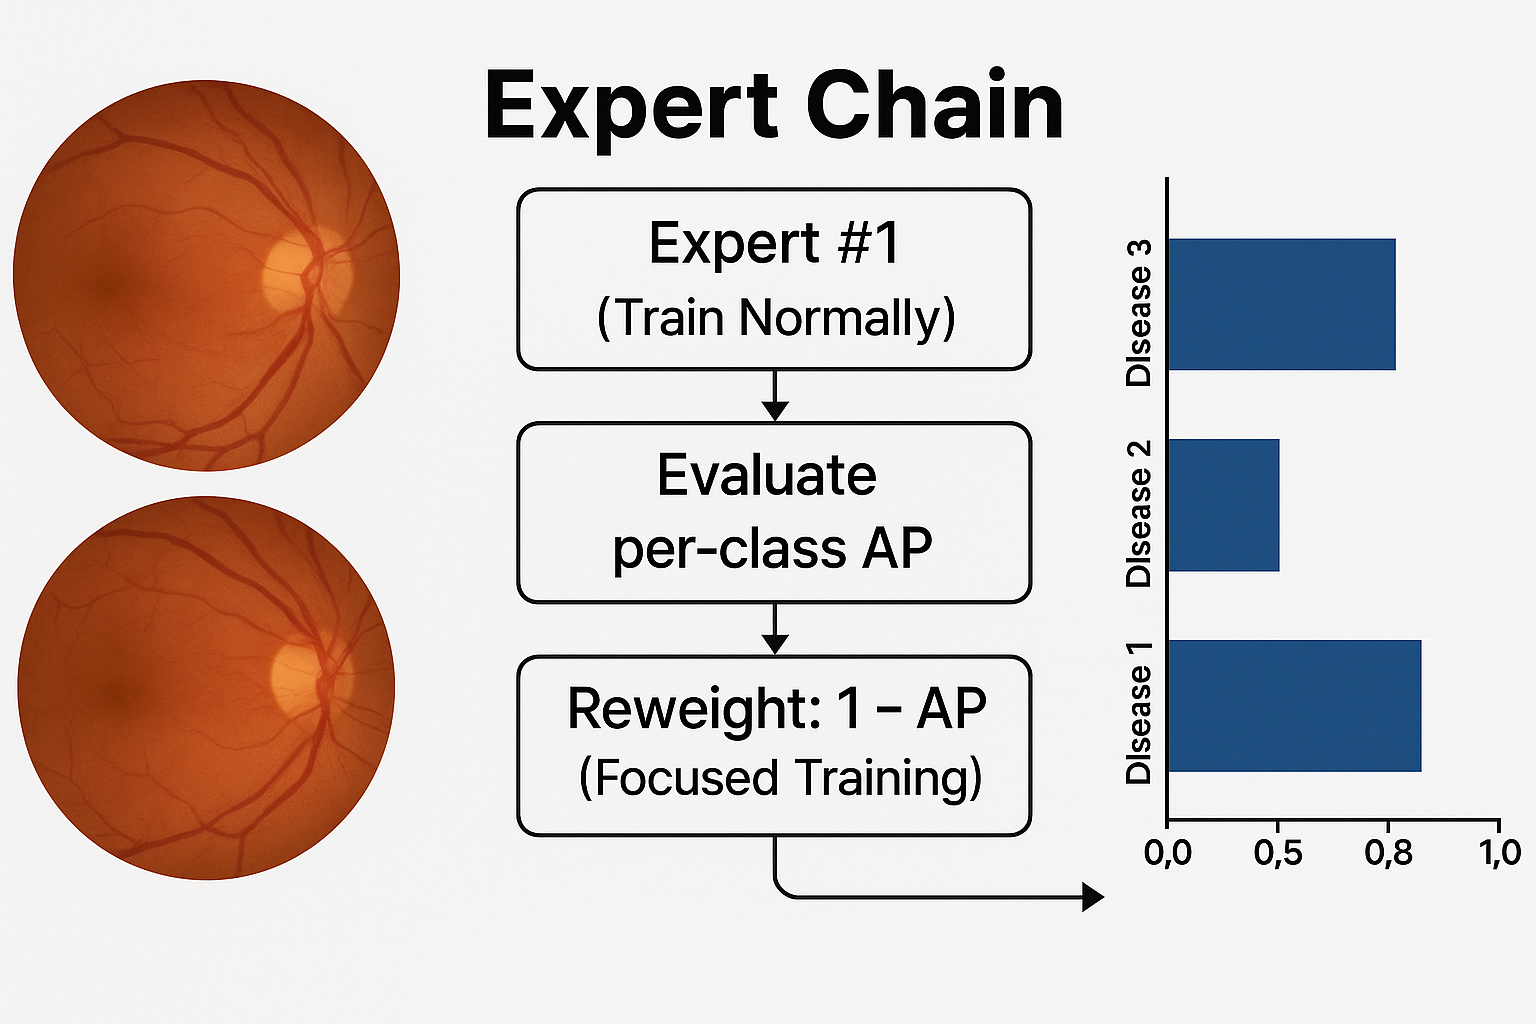 Expert Chain
Expert #1
(Train Normally)
Evaluate
per-class AP
Reweight: 1 – AP
(Focused Training)
DIsease 3
DIsease 2
DIsease 1
0,0 0,5 0,8 1,0